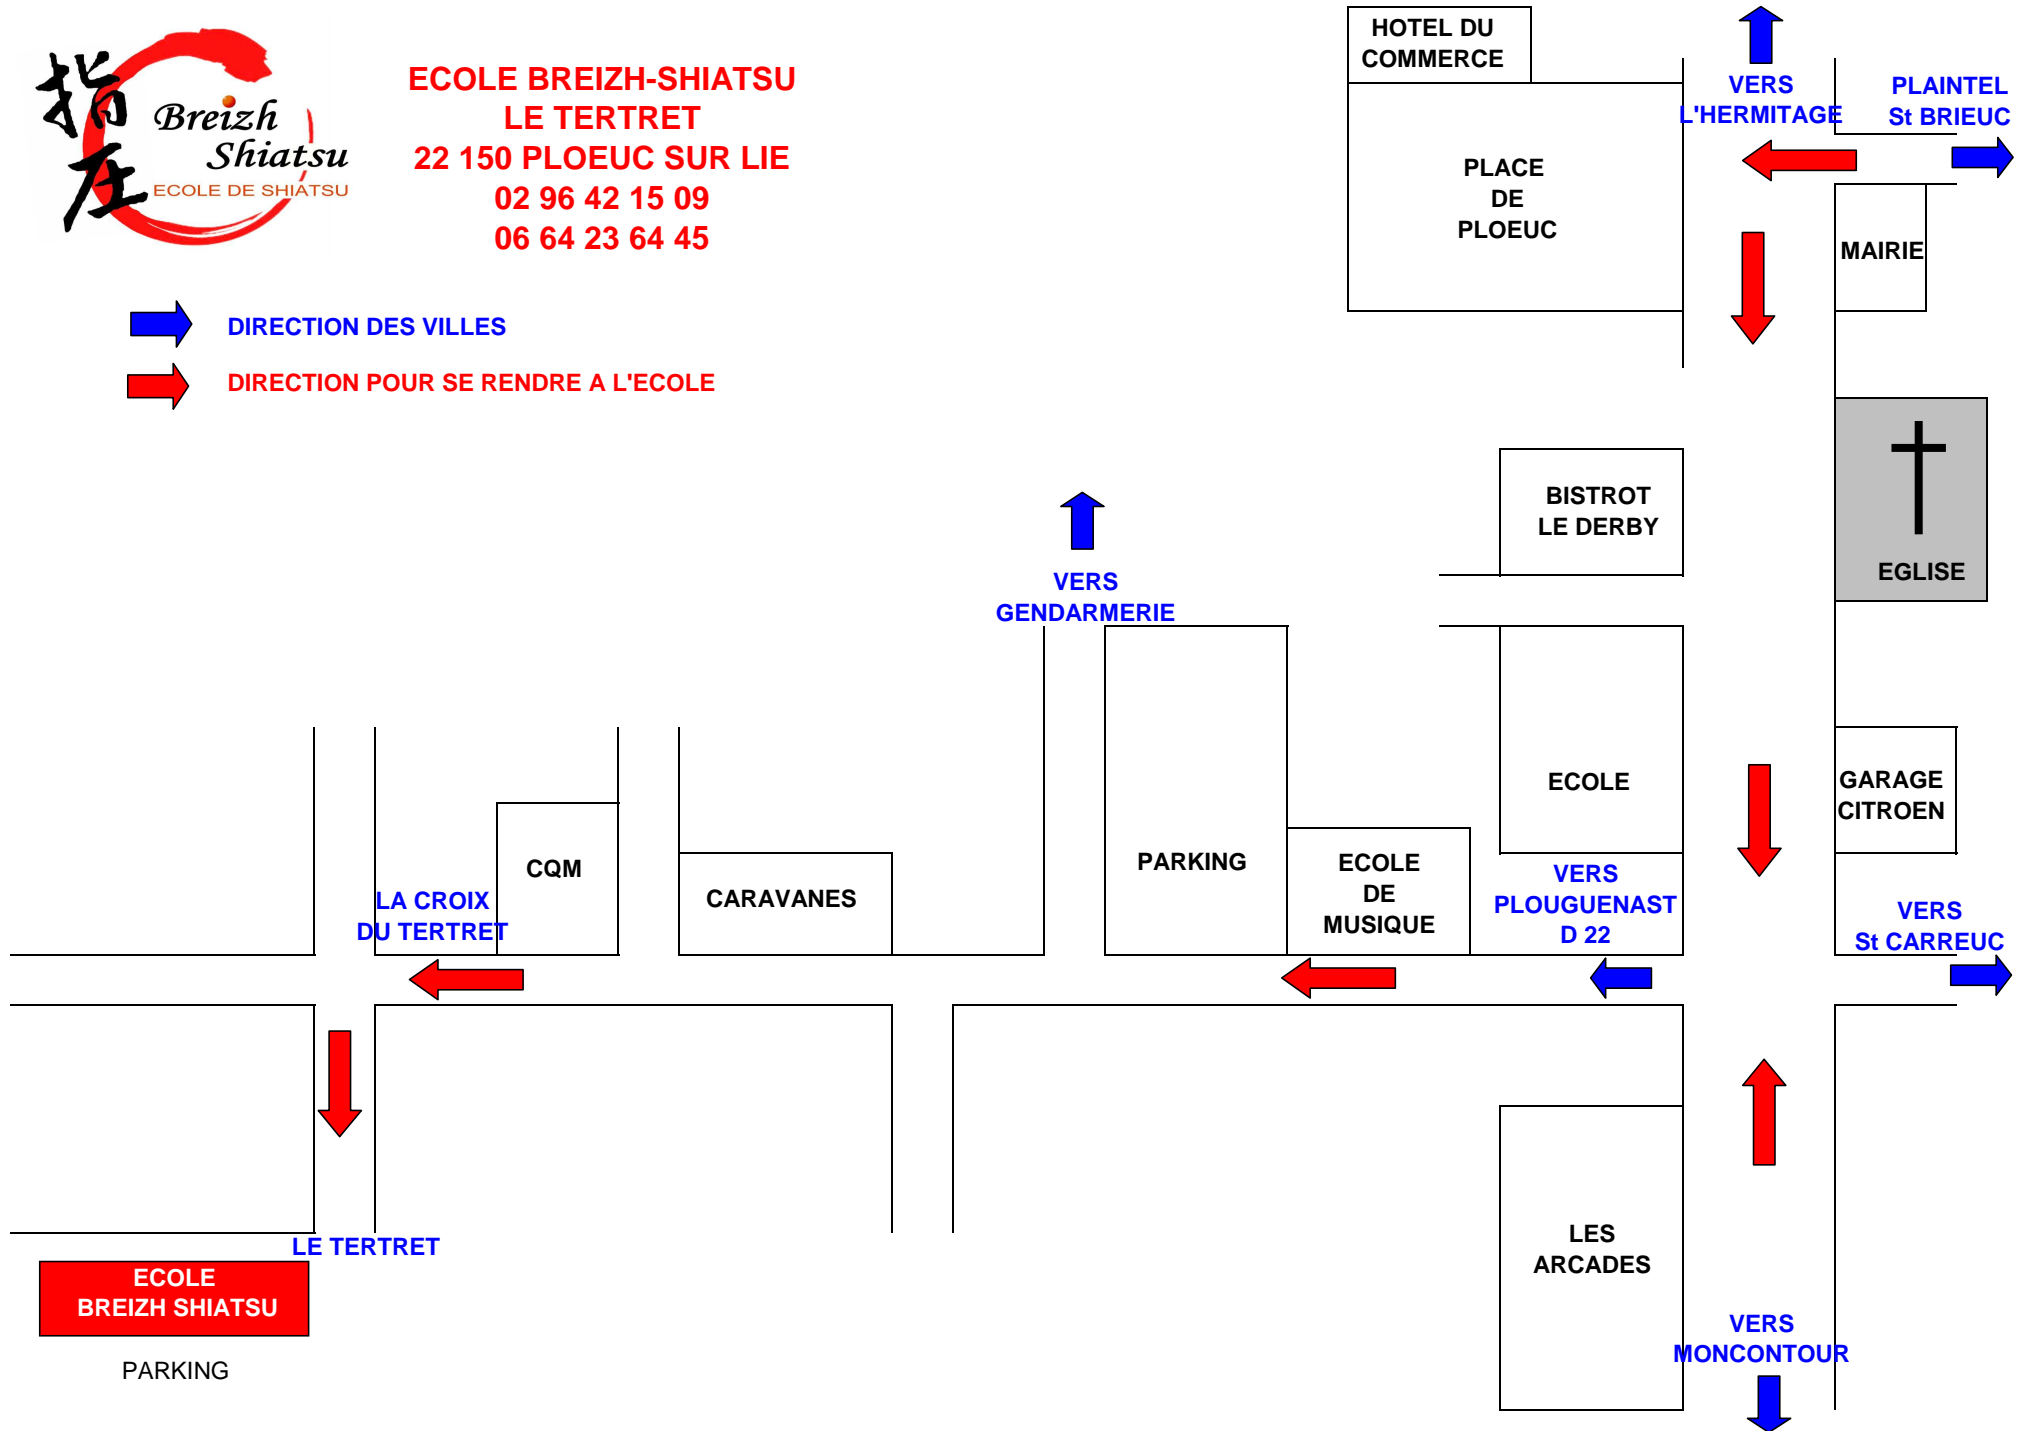 指
圧
Breizh
Shiatsu
ECOLE DE SHIATSU
ECOLE BREIZH-SHIATSU
LE TERTRET
22 150 PLOEUC SUR LIE
02 96 42 15 09
06 64 23 64 45
DIRECTION DES VILLES
DIRECTION POUR SE RENDRE A L'ECOLE
HOTEL DU
COMMERCE
PLACE
DE
PLOEUC
VERS
L'HERMITAGE
PLAINTEL
St BRIEUC
MAIRIE
BISTROT
LE DERBY
EGLISE
VERS
GENDARMERIE
ECOLE
GARAGE
CITROEN
PARKING
ECOLE
DE
MUSIQUE
VERS
PLOUGUENAST
D 22
VERS
St CARREUC
CQM
CARAVANES
LA CROIX
DU TERTRET
LE TERTRET
ECOLE
BREIZH SHIATSU
PARKING
LES
ARCADES
VERS
MONCONTOUR